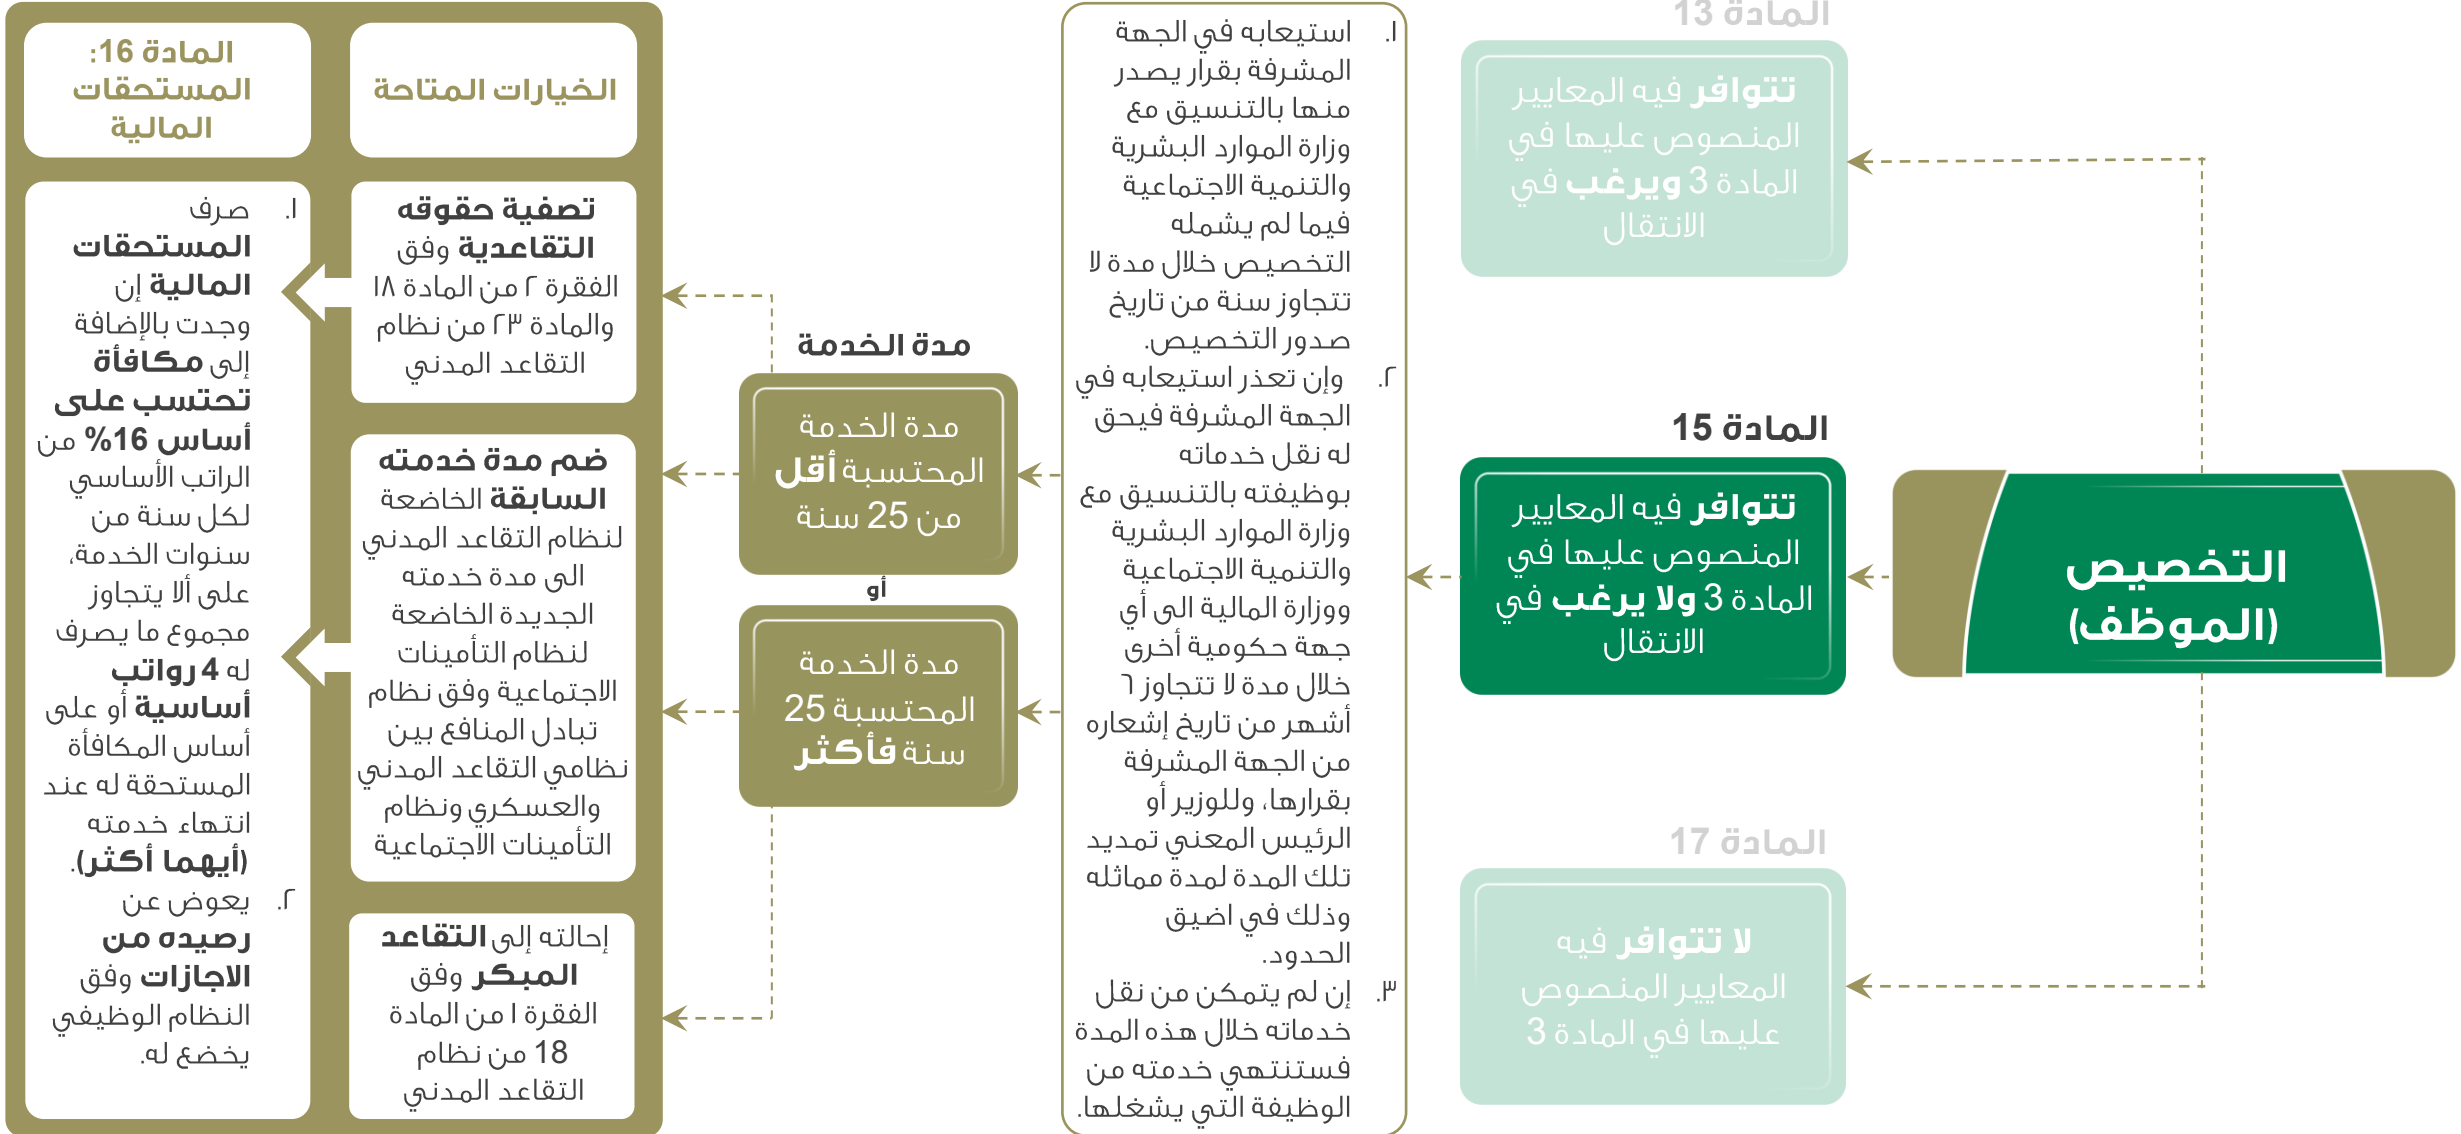 التخصيص
(الموظف)
المادة 13
تتوافر فيه المعايير
المنصوص عليها في
المادة 3 ويرغب في
الانتقال
المادة 15
تتوافر فيه المعايير
المنصوص عليها في
المادة 3 ولا يرغب في
الانتقال
المادة 17
لا تتوافر فيه
المعايير المنصوص
عليها في المادة 3
١. استيعابه في الجهة
المشرفة بقرار يصدر
منها بالتنسيق مع
وزارة الموارد البشرية
والتنمية الاجتماعية
فيما لم يشمله
التخصيص خلال مدة لا
تتجاوز سنة من تاريخ
صدور التخصيص.
٢. وإن تعذر استيعابه في
الجهة المشرفة فيحق
له نقل خدماته
بوظيفته بالتنسيق مع
وزارة الموارد البشرية
والتنمية الاجتماعية
ووزارة المالية الى أي
جهة حكومية أخرى
خلال مدة لا تتجاوز ٦
أشهر من تاريخ إشعاره
من الجهة المشرفة
بقرارها، وللوزير أو
الرئيس المعني تمديد
تلك المدة لمدة مماثله
وذلك في اضيق
الحدود.
٣. إن لم يتمكن من نقل
خدماته خلال هذه المدة
فستنتهي خدمته من
الوظيفة التي يشغلها.
مدة الخدمة
مدة الخدمة
المحتسبة أقل
من 25 سنة
أو
مدة الخدمة
المحتسبة 25
سنة فأكثر
الخيارات المتاحة
تصفية حقوقه
التقاعدية وفق
الفقرة ٢ من المادة ١٨
والمادة ٢٣ من نظام
التقاعد المدني
ضم مدة خدمته
السابقة الخاضعة
لنظام التقاعد المدني
الى مدة خدمته
الجديدة الخاضعة
لنظام التأمينات
الاجتماعية وفق نظام
تبادل المنافع بين
نظامي التقاعد المدني
والعسكري ونظام
التأمينات الاجتماعية
إحالته إلى التقاعد
المبكر وفق
الفقرة ١ من المادة
18 من نظام
التقاعد المدني
المادة 16:
المستحقات
المالية
١. صرف
المستحقات
المالية إن
وجدت بالإضافة
إلى مكافأة
تحتسب على
أساس 16% من
الراتب الأساسي
لكل سنة من
سنوات الخدمة،
على ألا يتجاوز
مجموع ما يصرف
له 4 رواتب
أساسية أو على
أساس المكافأة
المستحقة له عند
انتهاء خدمته
(أيهما أكثر).
٢. يعوض عن
رصيده من
الاجازات وفق
النظام الوظيفي
يخضع له.